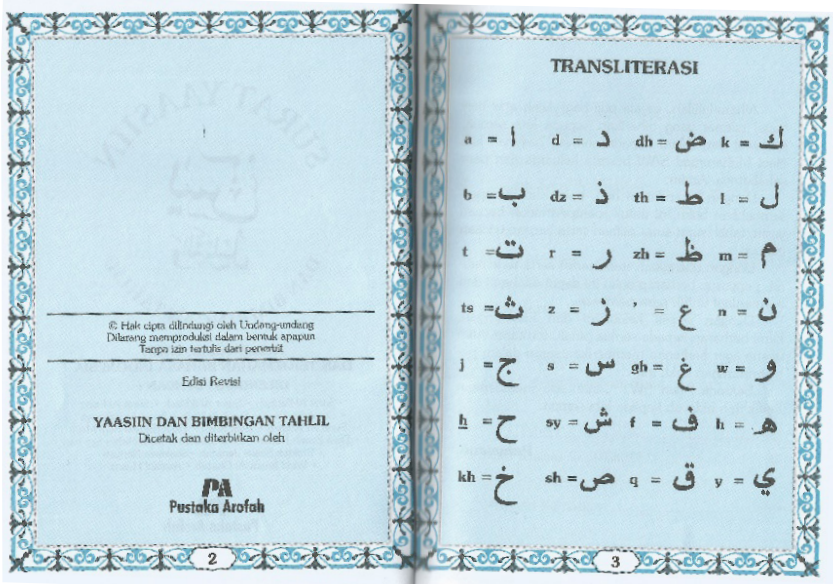 © Hak cipta dilindungi oleh Undang-undang
Dilarang memproduksi dalam bentuk apapun
Tanpa izin tertulis dari penerbit
Edisi Revisi
YAASIIN DAN BIMBINGAN TAHLIL
Dicetak dan diterbitkan oleh
PA
Pustaka Arofah
2
TRANSLITERASI
a = ا d = د dh = ض k = ك
b = ب dz = ذ th = ط l = ل
t = ت r = ر zh = ظ m = م
ts = ث z = ز ' = ع n = ن
j = ج s = س gh = غ w = و
h = ح sy = ش f = ف h = ه
kh = خ sh = ص q = ق y = ي
3